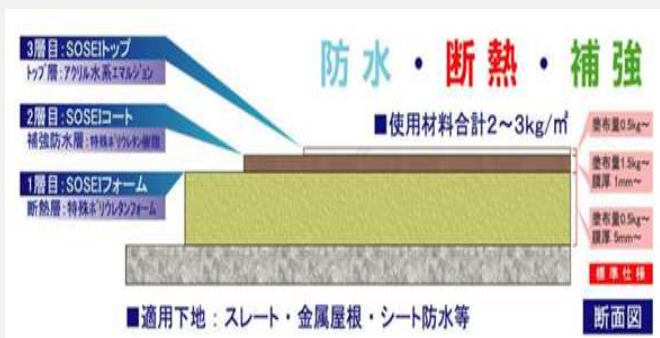 3層目:SOSEIトップ
トップ層:アクリル水系エマルジョン
防水・断熱・補強
2層目:SOSEIコート
補強防水層:特殊ポリウレタン樹脂
■使用材料合計2~3kg/㎡
塗布量0.5kg~
塗布量1.5kg~
膜厚 1mm~
1層目:SOSEIフォーム
断熱層:特殊ポリウレタンフォーム
塗布量0.5kg~
膜厚 5mm~
標準仕様
■適用下地:スレート・金属屋根・シート防水等
断面図